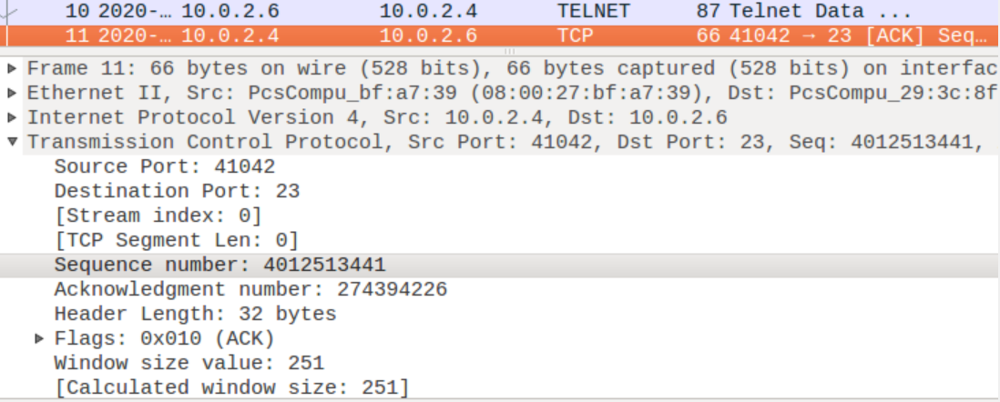 10 2020-… 10.0.2.6 10.0.2.4 TELNET 87 Telnet Data ...
11 2020-… 10.0.2.4 10.0.2.6 TCP 66 41042 → 23 [ACK] Seq…
Frame 11: 66 bytes on wire (528 bits), 66 bytes captured (528 bits) on interfac
Ethernet II, Src: PcsCompu_bf:a7:39 (08:00:27:bf:a7:39), Dst: PcsCompu_29:3c:8f
Internet Protocol Version 4, Src: 10.0.2.4, Dst: 10.0.2.6
Transmission Control Protocol, Src Port: 41042, Dst Port: 23, Seq: 4012513441,
Source Port: 41042
Destination Port: 23
[Stream index: 0]
[TCP Segment Len: 0]
Sequence number: 4012513441
Acknowledgment number: 274394226
Header Length: 32 bytes
Flags: 0x010 (ACK)
Window size value: 251
[Calculated window size: 251]